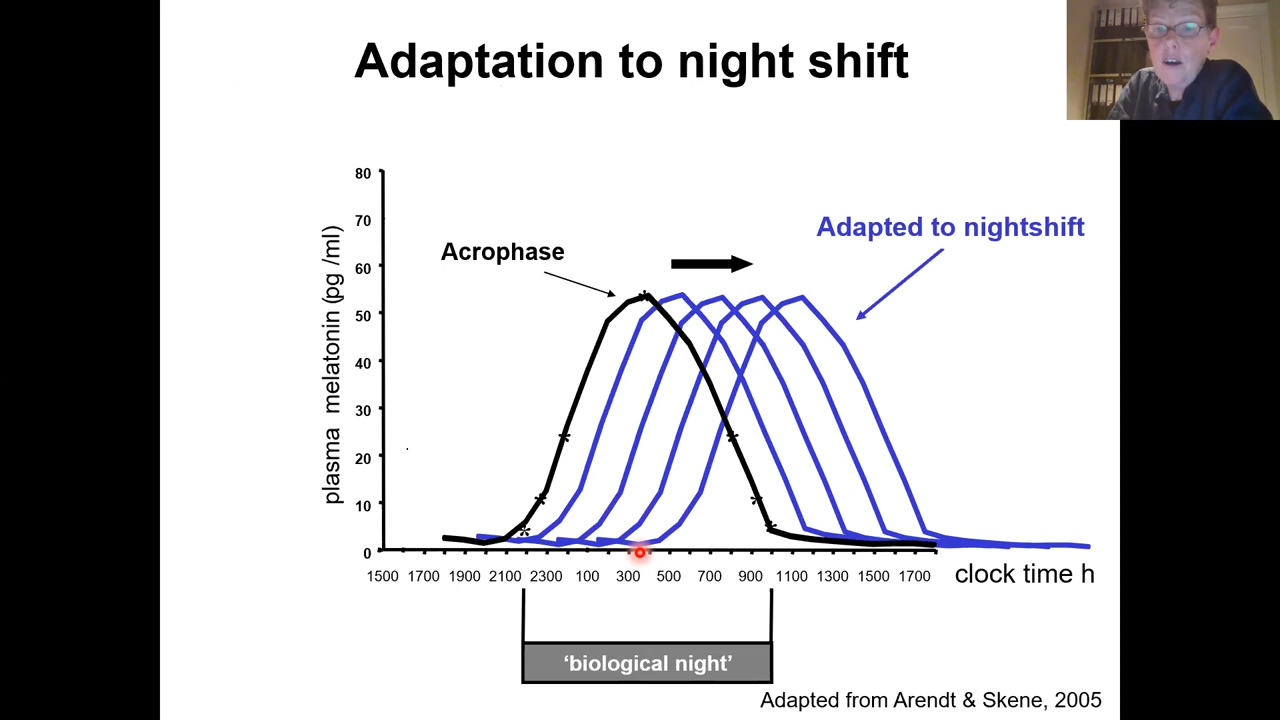 Adaptation to night shift
80
70
60
50
40
30
20
10
0
plasma melatonin (pg /ml)
Acrophase
Adapted to nightshift
1500 1700 1900 2100 2300 100 300 500 700 900 1100 1300 1500 1700
clock time h
‘biological night’
Adapted from Arendt & Skene, 2005